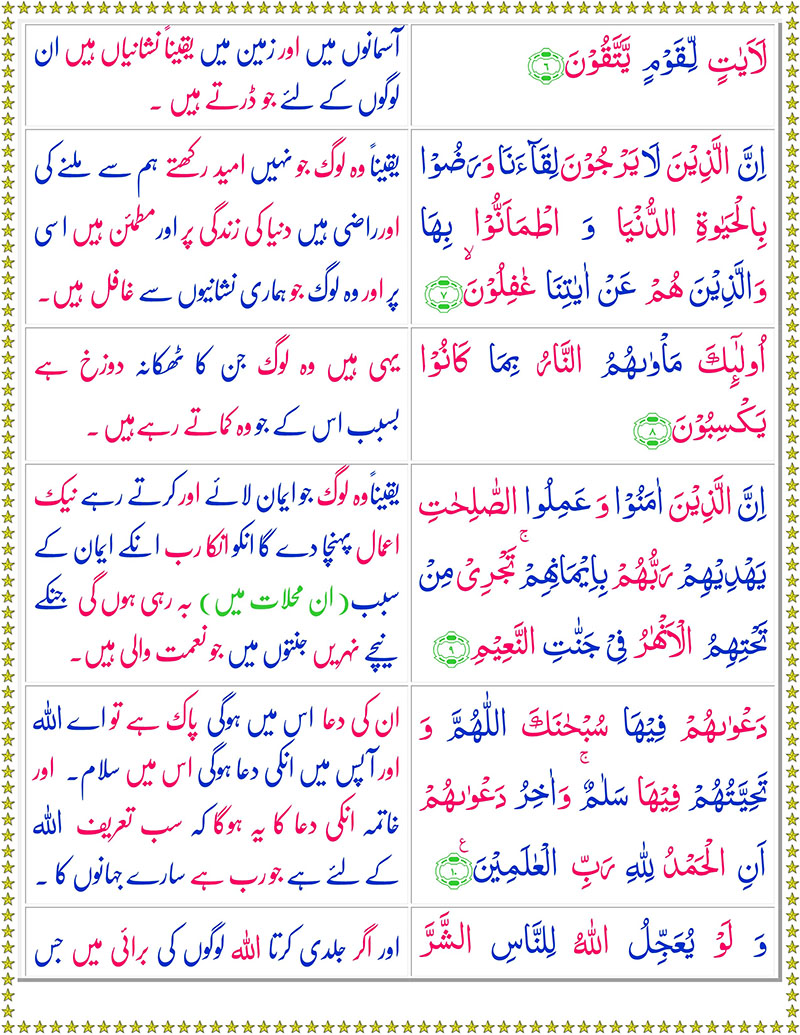 لَاٰيٰتٍ لِّقَوْمٍ يَّتَّقُوْنَ ﴿٦﴾
آسمانوں میں اور زمین میں یقیناً نشانیاں ہیں ان
لوگوں کے لئے جو ڈرتے ہیں ۔
اِنَّ الَّذِيْنَ لَا يَرْجُوْنَ لِقَآءَنَا وَرَضُوْا
بِالْحَيٰوةِ الدُّنْيَا وَ اطْمَاَنُّوْا بِهَا
وَالَّذِيْنَ هُمْ عَنْ اٰيٰتِنَا غٰفِلُوْنَۙ ﴿٧﴾
یقیناً وہ لوگ جو نہیں امید رکھتے ہم سے ملنے کی
اور راضی ہیں دنیا کی زندگی پر اور مطمئن ہیں اسی
پر اور وہ لوگ جو ہماری نشانیوں سے غافل ہیں۔
اُولٰٓئِكَ مَاْوٰىهُمُ النَّارُ بِمَا كَانُوْا
يَكْسِبُوْنَ ﴿٨﴾
یہی ہیں وہ لوگ جن کا ٹھکانہ دوزخ ہے
بسبب اس کے جو وہ کماتے رہے ہیں ۔
اِنَّ الَّذِيْنَ اٰمَنُوْا وَ عَمِلُوا الصّٰلِحٰتِ
يَهْدِيْهِمْ رَبُّهُمْ بِاِيْمَانِهِمْۚ تَجْرِىْ مِنْ
تَحْتِهِمُ الْاَنْهٰرُ فِىْ جَنّٰتِ النَّعِيْمِ ﴿٩﴾
یقیناً وہ لوگ جو ایمان لائے اور کرتے رہے نیک
اعمال پہنچا دے گا انکو انکا رب انکے ایمان کے
سبب (ان محلات میں) بہ رہی ہوں گی جنکے
نیچے نہریں جنتوں میں جو نعمت والی ہیں۔
دَعْوٰىهُمْ فِيْهَا سُبْحٰنَكَ اللّٰهُمَّ وَ
تَحِيَّتُهُمْ فِيْهَا سَلٰمٌۚ وَاٰخِرُ دَعْوٰىهُمْ
اَنِ الْحَمْدُ لِلّٰهِ رَبِّ الْعٰلَمِيْنَ ﴿١٠﴾ ع
ان کی دعا اس میں ہوگی پاک ہے تو اے اللہ
اور آپس میں انکی دعا ہوگی اس میں سلام۔ اور
خاتمہ انکی دعا کا یہ ہوگا کہ سب تعریف اللہ
کے لئے ہے جو رب ہے سارے جہانوں کا ۔
وَ لَوْ يُعَجِّلُ اللّٰهُ لِلنَّاسِ الشَّرَّ
اور اگر جلدی کرتا اللہ لوگوں کی برائی میں جس